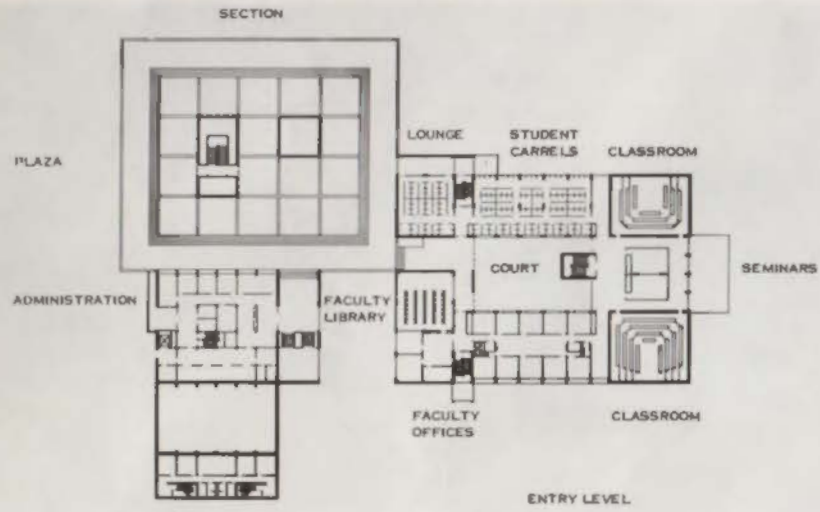 SECTION
PLAZA
LOUNGE
STUDENT
CARRELS
CLASSROOM
COURT
SEMINARS
ADMINISTRATION
FACULTY
LIBRARY
FACULTY
OFFICES
CLASSROOM
ENTRY LEVEL